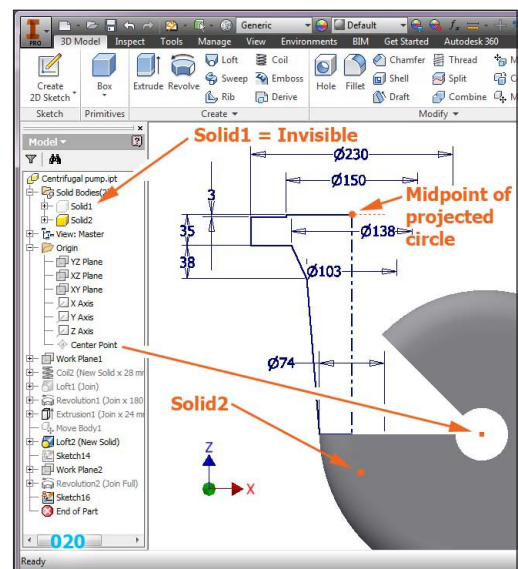 PRO
Generic
Default
3D Model Inspect Tools Manage View Environments BIM Get Started Autodesk 360
Create
2D Sketch
Box
Extrude Revolve
Loft
Sweep
Rib
Coil
Emboss
Derive
Hole Fillet
Chamfer
Shell
Draft
Thread
Split
Combine
Sketch Primitives Create Modify
Model
Centrifugal pump.ipt
Solid Bodies(2)
Solid1
Solid2
View: Master
Origin
YZ Plane
XZ Plane
XY Plane
X Axis
Y Axis
Z Axis
Center Point
Work Plane1
Coil2 (New Solid x 28 m
Loft1 (Join)
Revolution1 (Join x 180
Extrusion1 (Join x 24 m
Move Body1
Loft2 (New Solid)
Sketch14
Work Plane2
Revolution2 (Join Full)
Sketch16
End of Part
020
Ready
Solid1 = Invisible
Ø230
Ø150
Midpoint of
projected
circle
3
35
Ø138
38
Ø103
Ø74
Solid2
Z
X